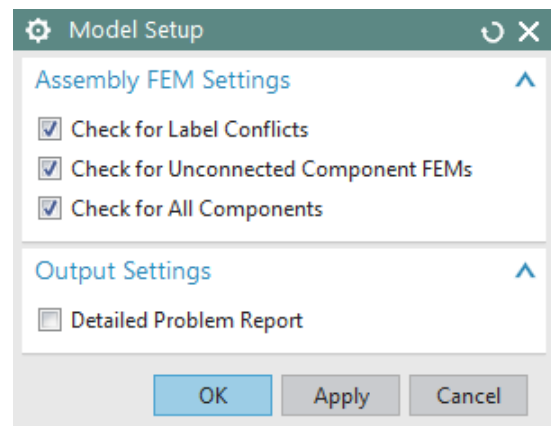 Model Setup
Assembly FEM Settings
Check for Label Conflicts
Check for Unconnected Component FEMs
Check for All Components
Output Settings
Detailed Problem Report
OK Apply Cancel